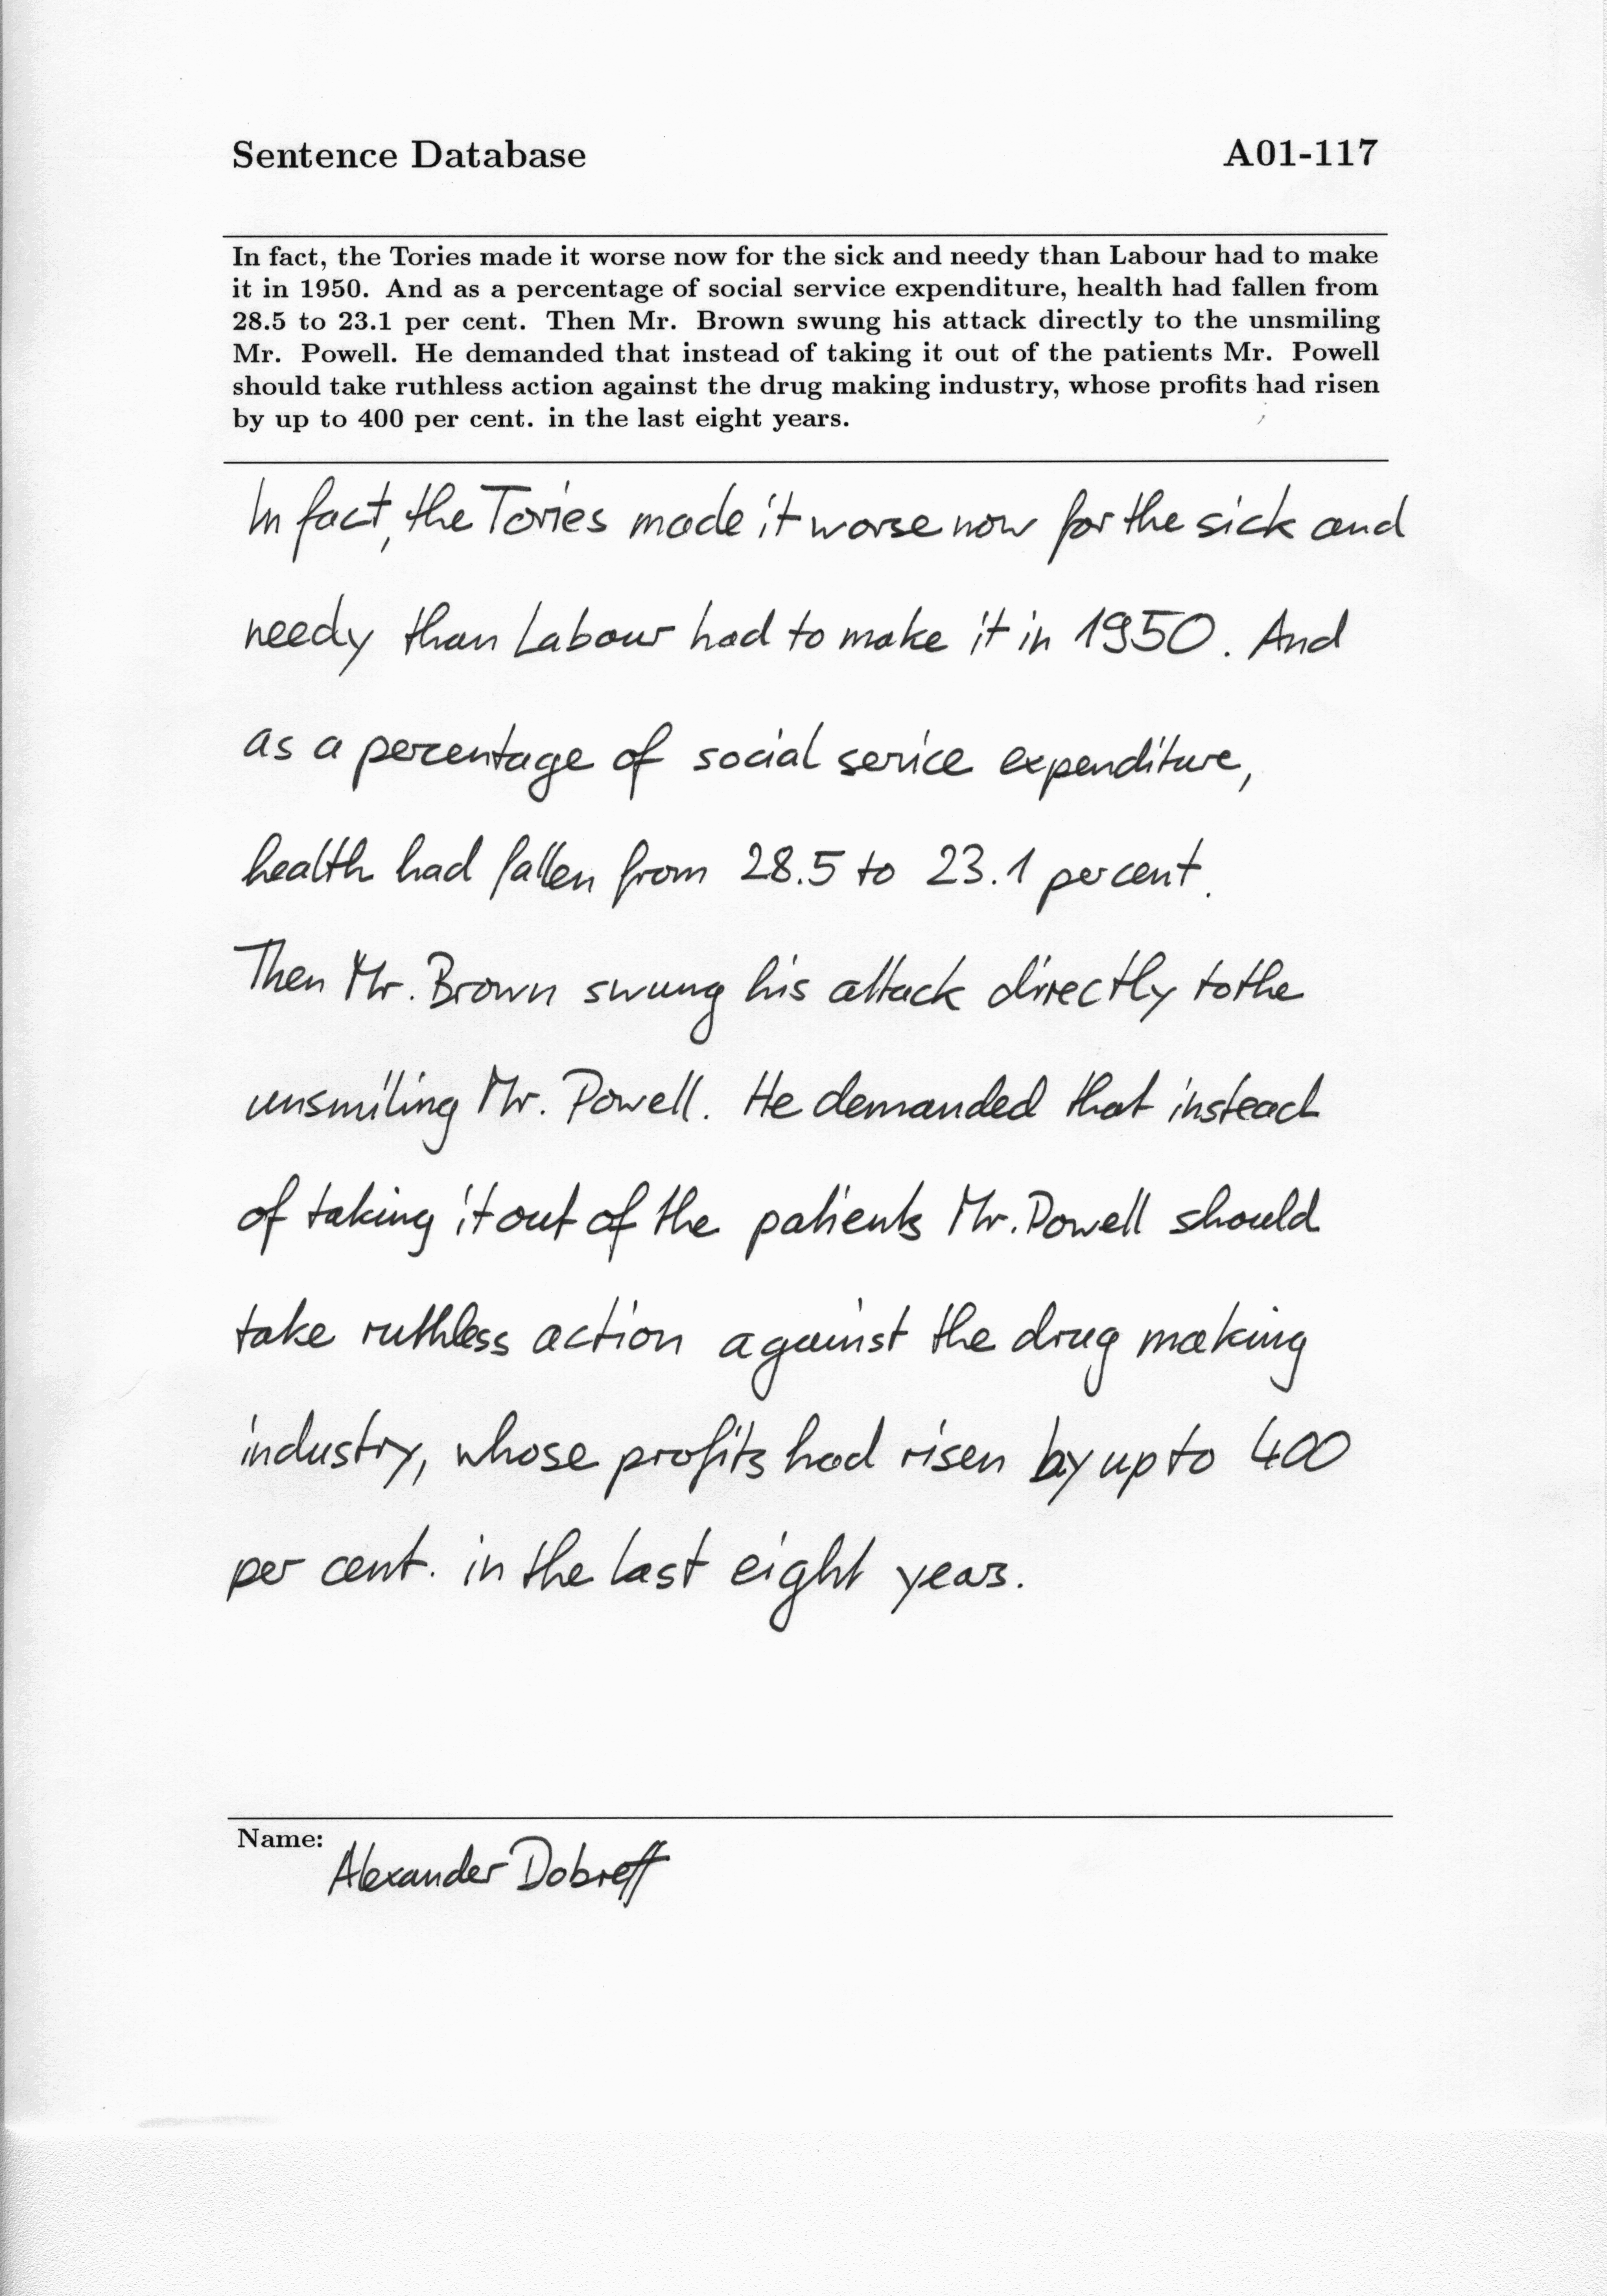 Sentence Database A01-117
In fact, the Tories made it worse now for the sick and needy than Labour had to make
it in 1950. And as a percentage of social service expenditure, health had fallen from
28.5 to 23.1 per cent. Then Mr. Brown swung his attack directly to the unsmiling
Mr. Powell. He demanded that instead of taking it out of the patients Mr. Powell
should take ruthless action against the drug making industry, whose profits had risen
by up to 400 per cent. in the last eight years.
In fact, the Tories made it worse now for the sick and
needy than Labour had to make it in 1950. And
as a percentage of social serice expenditure,
health had fallen from 28.5 to 23.1 per cent.
Then Mr. Brown swung his attack directly to the
unsmiling Mr. Powell. He demanded that instead
of taking it out of the patients Mr. Powell should
take ruthless action against the drug making
industry, whose profits had risen by up to 400
per cent. in the last eight years.
Name:
Alexander Dobreff